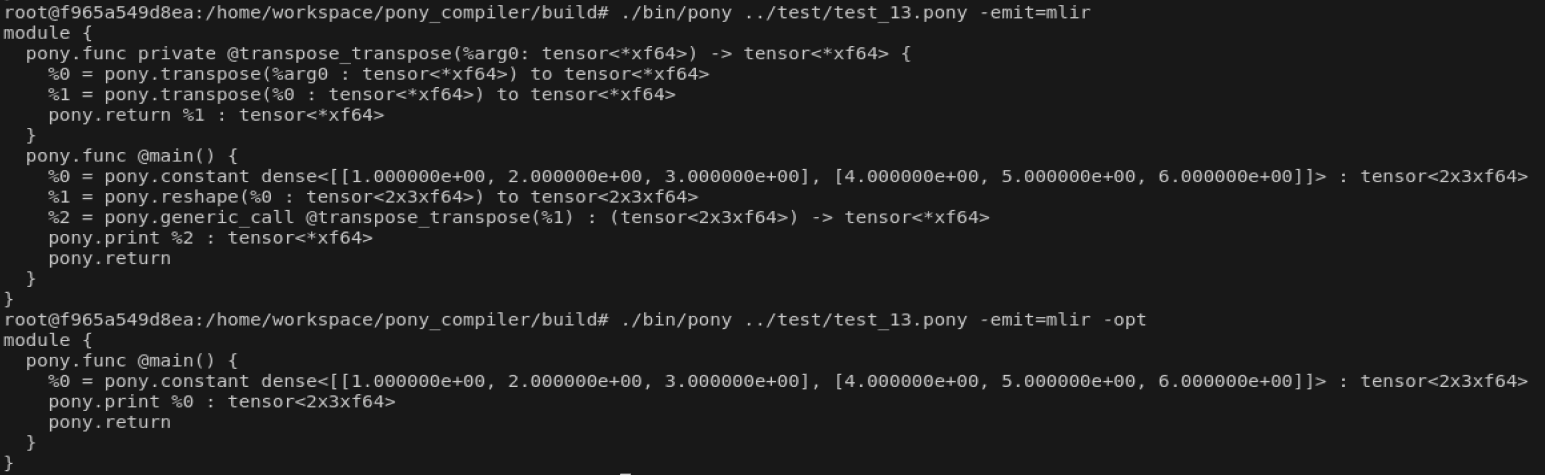 root@f965a549d8ea:/home/workspace/pony_compiler/build# ./bin/pony ../test/test_13.pony -emit=mlir
module {
  pony.func private @transpose_transpose(%arg0: tensor<*xf64>) -> tensor<*xf64> {
    %0 = pony.transpose(%arg0 : tensor<*xf64>) to tensor<*xf64>
    %1 = pony.transpose(%0 : tensor<*xf64>) to tensor<*xf64>
    pony.return %1 : tensor<*xf64>
  }
  pony.func @main() {
    %0 = pony.constant dense<[[1.000000e+00, 2.000000e+00, 3.000000e+00], [4.000000e+00, 5.000000e+00, 6.000000e+00]]> : tensor<2x3xf64>
    %1 = pony.reshape(%0 : tensor<2x3xf64>) to tensor<2x3xf64>
    %2 = pony.generic_call @transpose_transpose(%1) : (tensor<2x3xf64>) -> tensor<*xf64>
    pony.print %2 : tensor<*xf64>
    pony.return
  }
}
root@f965a549d8ea:/home/workspace/pony_compiler/build# ./bin/pony ../test/test_13.pony -emit=mlir -opt
module {
  pony.func @main() {
    %0 = pony.constant dense<[[1.000000e+00, 2.000000e+00, 3.000000e+00], [4.000000e+00, 5.000000e+00, 6.000000e+00]]> : tensor<2x3xf64>
    pony.print %0 : tensor<2x3xf64>
    pony.return
  }
}